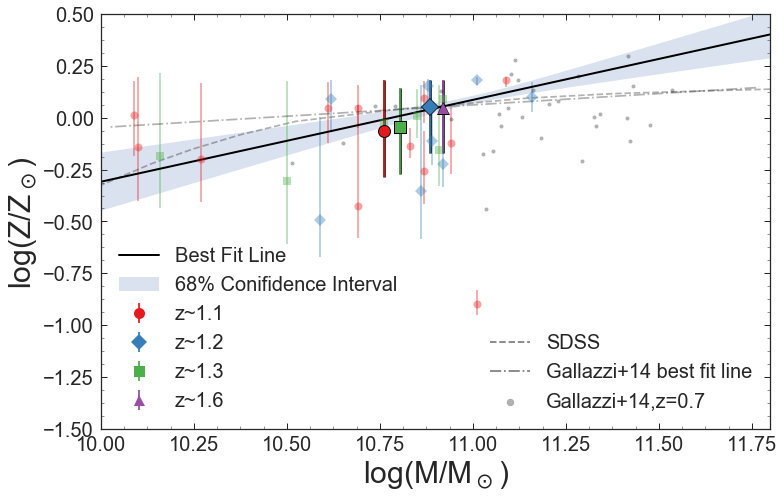 0.50
0.25
0.00
−0.25
−0.50
−0.75
−1.00
−1.25
−1.50
log(Z/Z⊙)
Best Fit Line
68% Conifidence Interval
z~1.1
z~1.2
z~1.3
z~1.6
SDSS
Gallazzi+14 best fit line
Gallazzi+14,z=0.7
10.00 10.25 10.50 10.75 11.00 11.25 11.50 11.75
log(M/M⊙)